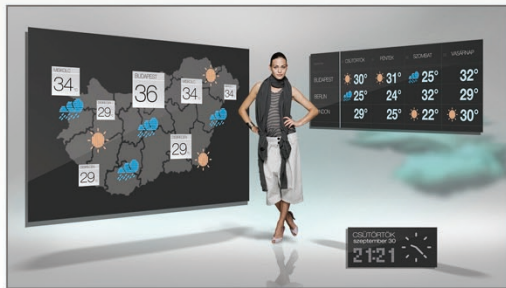 MISKOLC
34
BUDAPEST
36
34
34
29
29
29
CSÜTÖRTÖK PÉNTEK SZOMBAT VASÁRNAP
BUDAPEST 30° 31° 25° 32°
BERLIN 25° 24° 32° 29°
LONDON 29° 25° 22° 30°
CSÜTÖRTÖK
szeptember 30
21:21